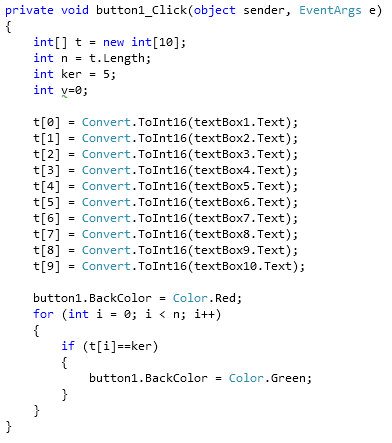 private void button1_Click(object sender, EventArgs e)
{
    int[] t = new int[10];
    int n = t.Length;
    int ker = 5;
    int v=0;

    t[0] = Convert.ToInt16(textBox1.Text);
    t[1] = Convert.ToInt16(textBox2.Text);
    t[2] = Convert.ToInt16(textBox3.Text);
    t[3] = Convert.ToInt16(textBox4.Text);
    t[4] = Convert.ToInt16(textBox5.Text);
    t[5] = Convert.ToInt16(textBox6.Text);
    t[6] = Convert.ToInt16(textBox7.Text);
    t[7] = Convert.ToInt16(textBox8.Text);
    t[8] = Convert.ToInt16(textBox9.Text);
    t[9] = Convert.ToInt16(textBox10.Text);

    button1.BackColor = Color.Red;
    for (int i = 0; i < n; i++)
    {
        if (t[i]==ker)
        {
            button1.BackColor = Color.Green;
        }
    }
}